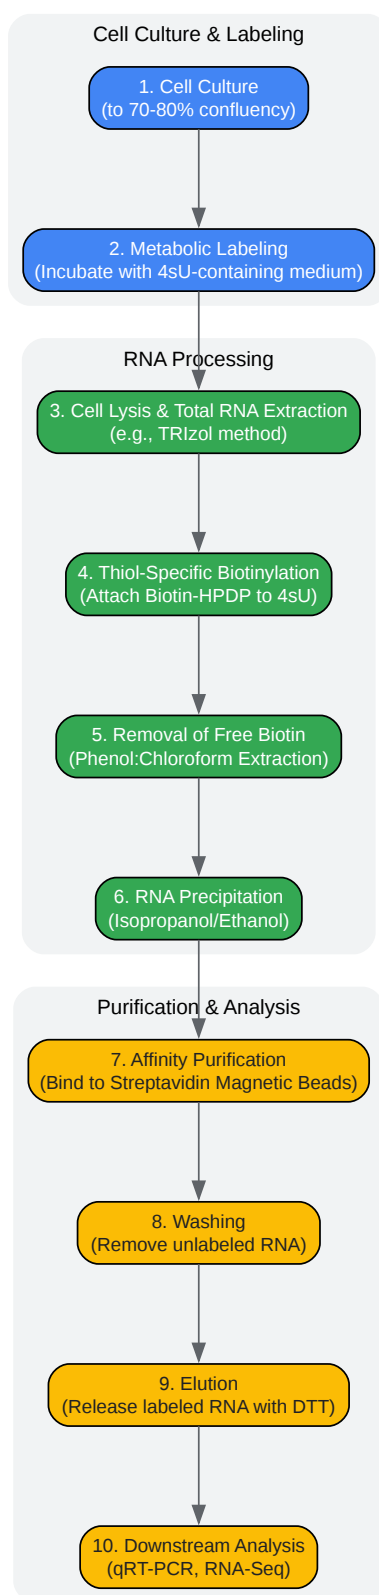 Cell Culture & Labeling
1. Cell Culture
(to 70-80% confluency)
2. Metabolic Labeling
(Incubate with 4sU-containing medium)
RNA Processing
3. Cell Lysis & Total RNA Extraction
(e.g., TRIzol method)
4. Thiol-Specific Biotinylation
(Attach Biotin-HPDP to 4sU)
5. Removal of Free Biotin
(Phenol:Chloroform Extraction)
6. RNA Precipitation
(Isopropanol/Ethanol)
Purification & Analysis
7. Affinity Purification
(Bind to Streptavidin Magnetic Beads)
8. Washing
(Remove unlabeled RNA)
9. Elution
(Release labeled RNA with DTT)
10. Downstream Analysis
(qRT-PCR, RNA-Seq)